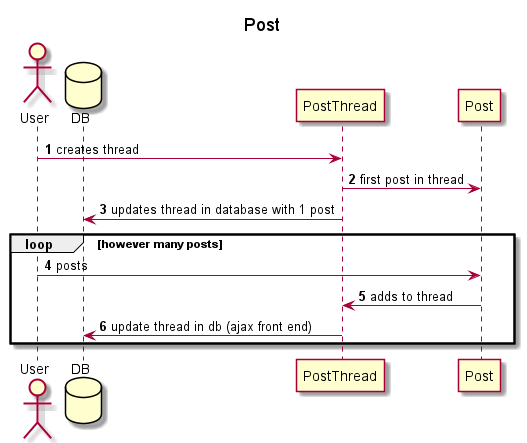 Post
User
DB
PostThread
Post
1 creates thread
2 first post in thread
3 updates thread in database with 1 post
loop [however many posts]
4 posts
5 adds to thread
6 update thread in db (ajax front end)
User
DB
PostThread
Post